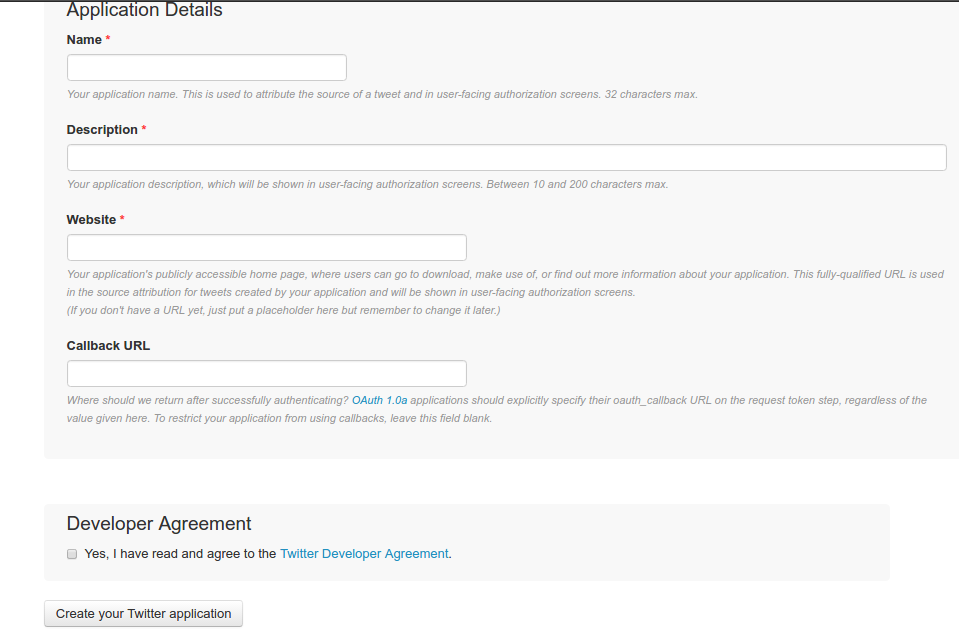 Application Details
Name *
Your application name. This is used to attribute the source of a tweet and in user-facing authorization screens. 32 characters max.
Description *
Your application description, which will be shown in user-facing authorization screens. Between 10 and 200 characters max.
Website *
Your application's publicly accessible home page, where users can go to download, make use of, or find out more information about your application. This fully-qualified URL is used
in the source attribution for tweets created by your application and will be shown in user-facing authorization screens.
(If you don't have a URL yet, just put a placeholder here but remember to change it later.)
Callback URL
Where should we return after successfully authenticating? OAuth 1.0a applications should explicitly specify their oauth_callback URL on the request token step, regardless of the
value given here. To restrict your application from using callbacks, leave this field blank.
Developer Agreement
Yes, I have read and agree to the Twitter Developer Agreement.
Create your Twitter application